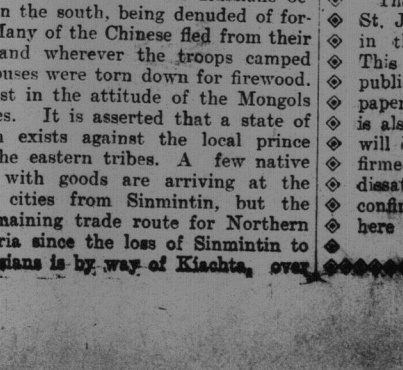 n the south, being denuded of for-
Many of the Chinese fled from their
and wherever the troops camped
ouses were torn down for firewood.
st in the attitude of the Mongols
es. It is asserted that a state of
n exists against the local prince
he eastern tribes. A few native
with goods are arriving at the
cities from Sinmintin, but the
maining trade route for Northern
ria since the loss of Sinmintin to
sians is by way of Kiachta, over
St. J
in t
This
publi
paper
is als
will
firme
dissat
confir
here